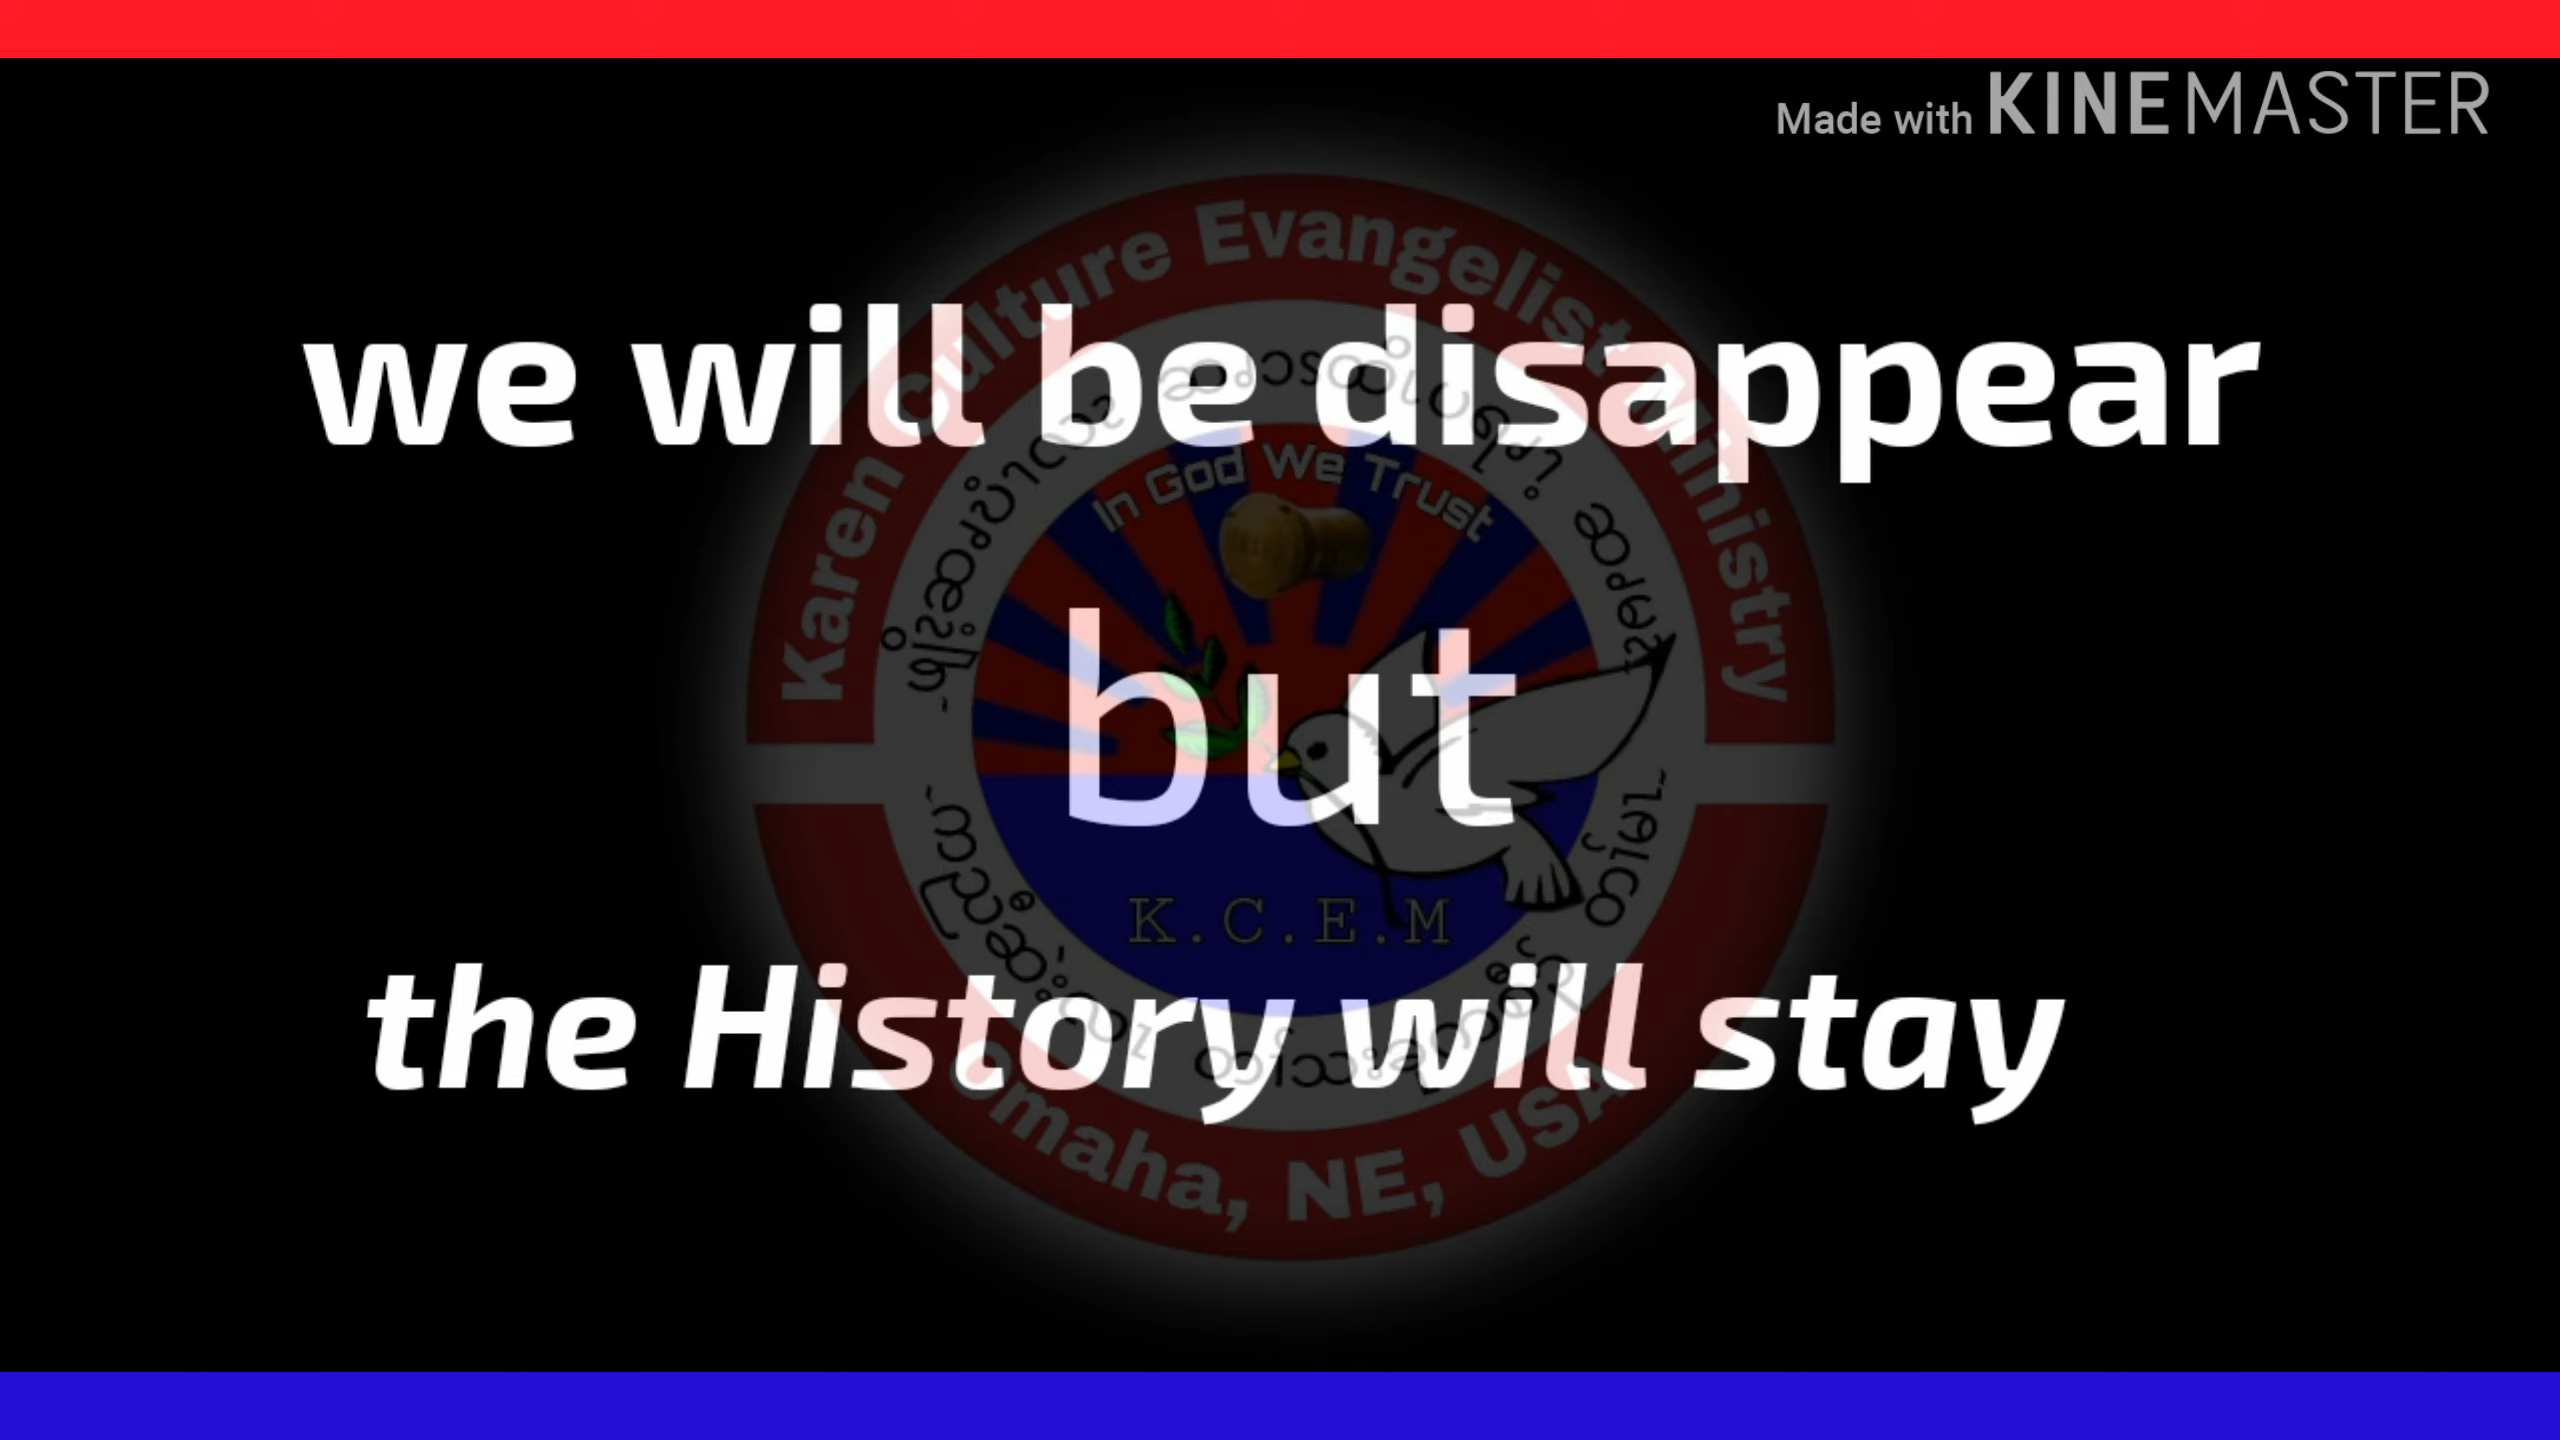 Made with KINEMASTER
Karen Culture Evangelist Ministry
we will be disappear
In God We Trust
but
K.C.E.M
the History will stay
Omaha, NE, USA